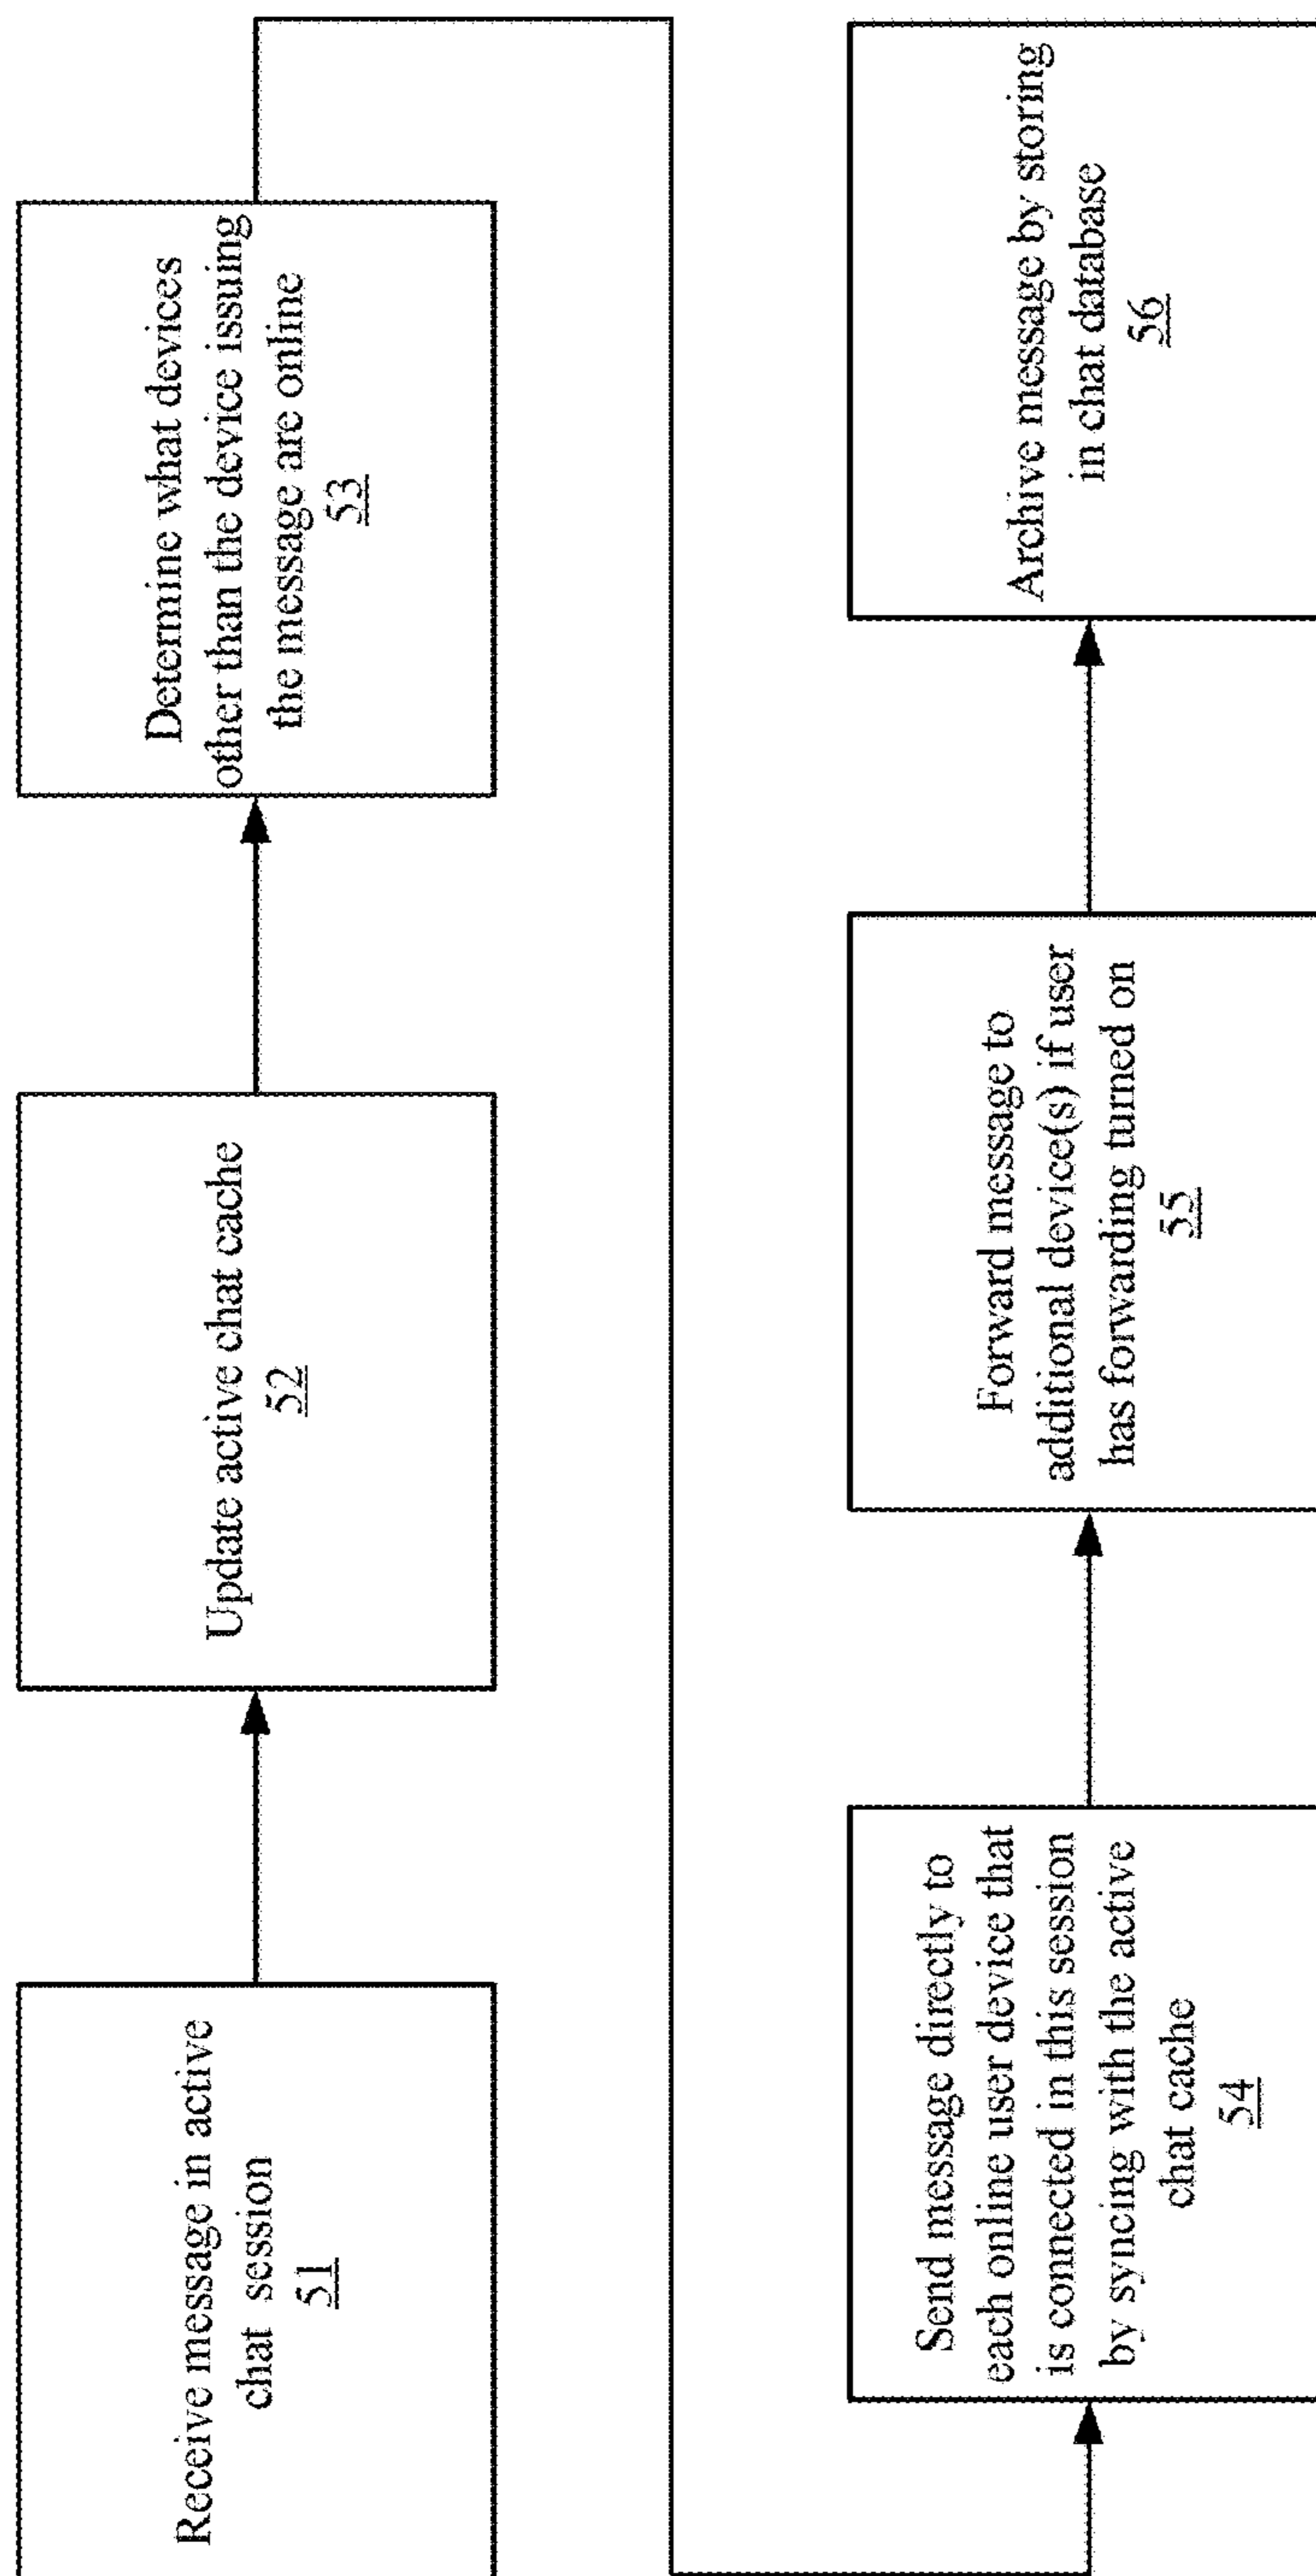 Receive message in active
chat session
51
Update active chat cache
52
Determine what devices
other than the device issuing
the message are online
53
Send message directly to
each online user device that
is connected in this session
by syncing with the active
chat cache
54
Forward message to
additional device(s) if user
has forwarding turned on
55
Archive message by storing
in chat database
56